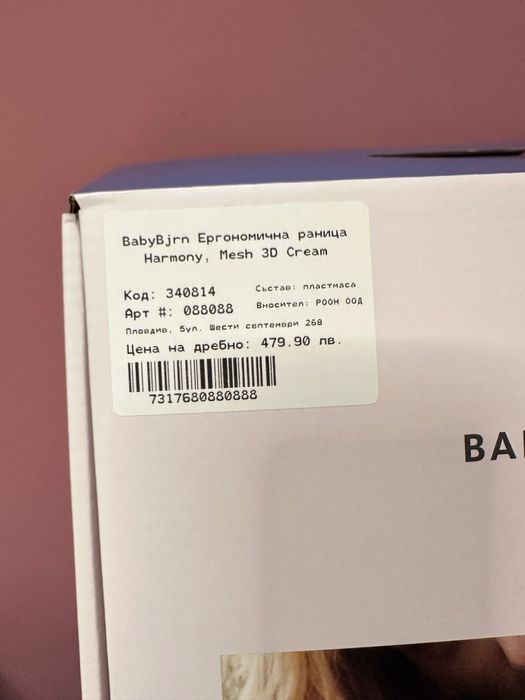 BabyBjrn Ергономична раница
Harmony, Mesh 3D Cream
Код: 340814
Състав: пластмаса
Арт #: 088088
Вносител: РООН ООД
Пловдив, бул. Шести септември 268
Цена на дребно: 479.90 лв.
7317680880888
BA